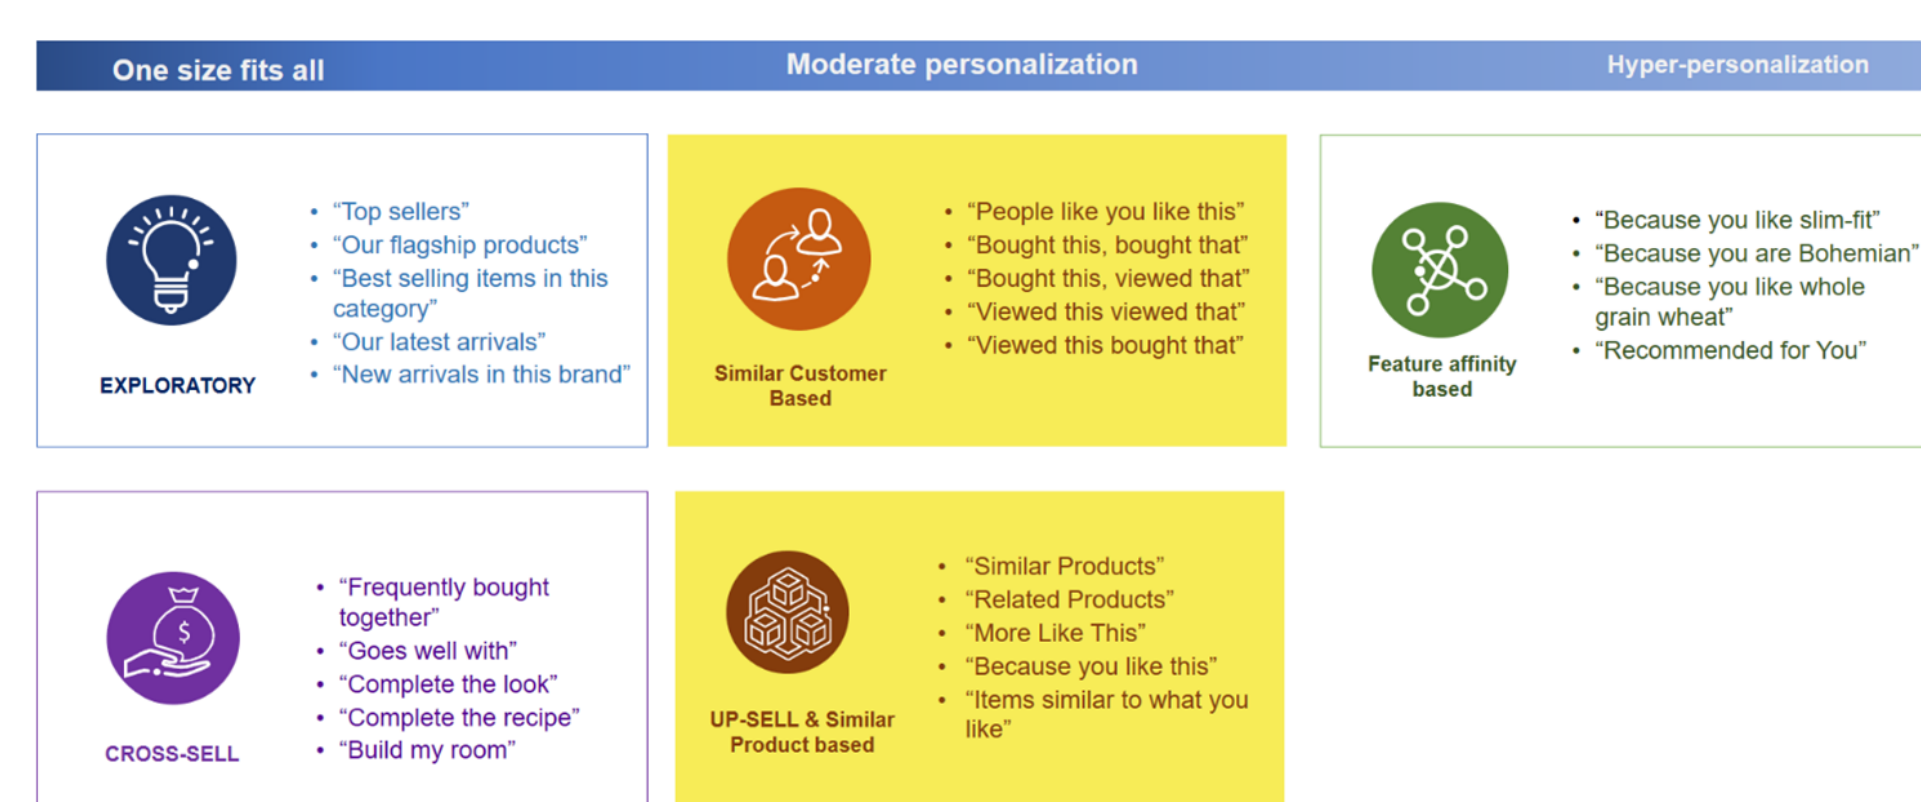 One size fits all
Moderate personalization
Hyper-personalization
EXPLORATORY
• “Top sellers”
• “Our flagship products”
• “Best selling items in this
category”
• “Our latest arrivals”
• “New arrivals in this brand”
Similar Customer
Based
• “People like you like this”
• “Bought this, bought that”
• “Bought this, viewed that”
• “Viewed this viewed that”
• “Viewed this bought that”
Feature affinity
based
• “Because you like slim-fit”
• “Because you are Bohemian”
• “Because you like whole
grain wheat”
• “Recommended for You”
$
CROSS-SELL
• “Frequently bought
together”
• “Goes well with”
• “Complete the look”
• “Complete the recipe”
• “Build my room”
UP-SELL & Similar
Product based
• “Similar Products”
• “Related Products”
• “More Like This”
• “Because you like this”
• “Items similar to what you
like”